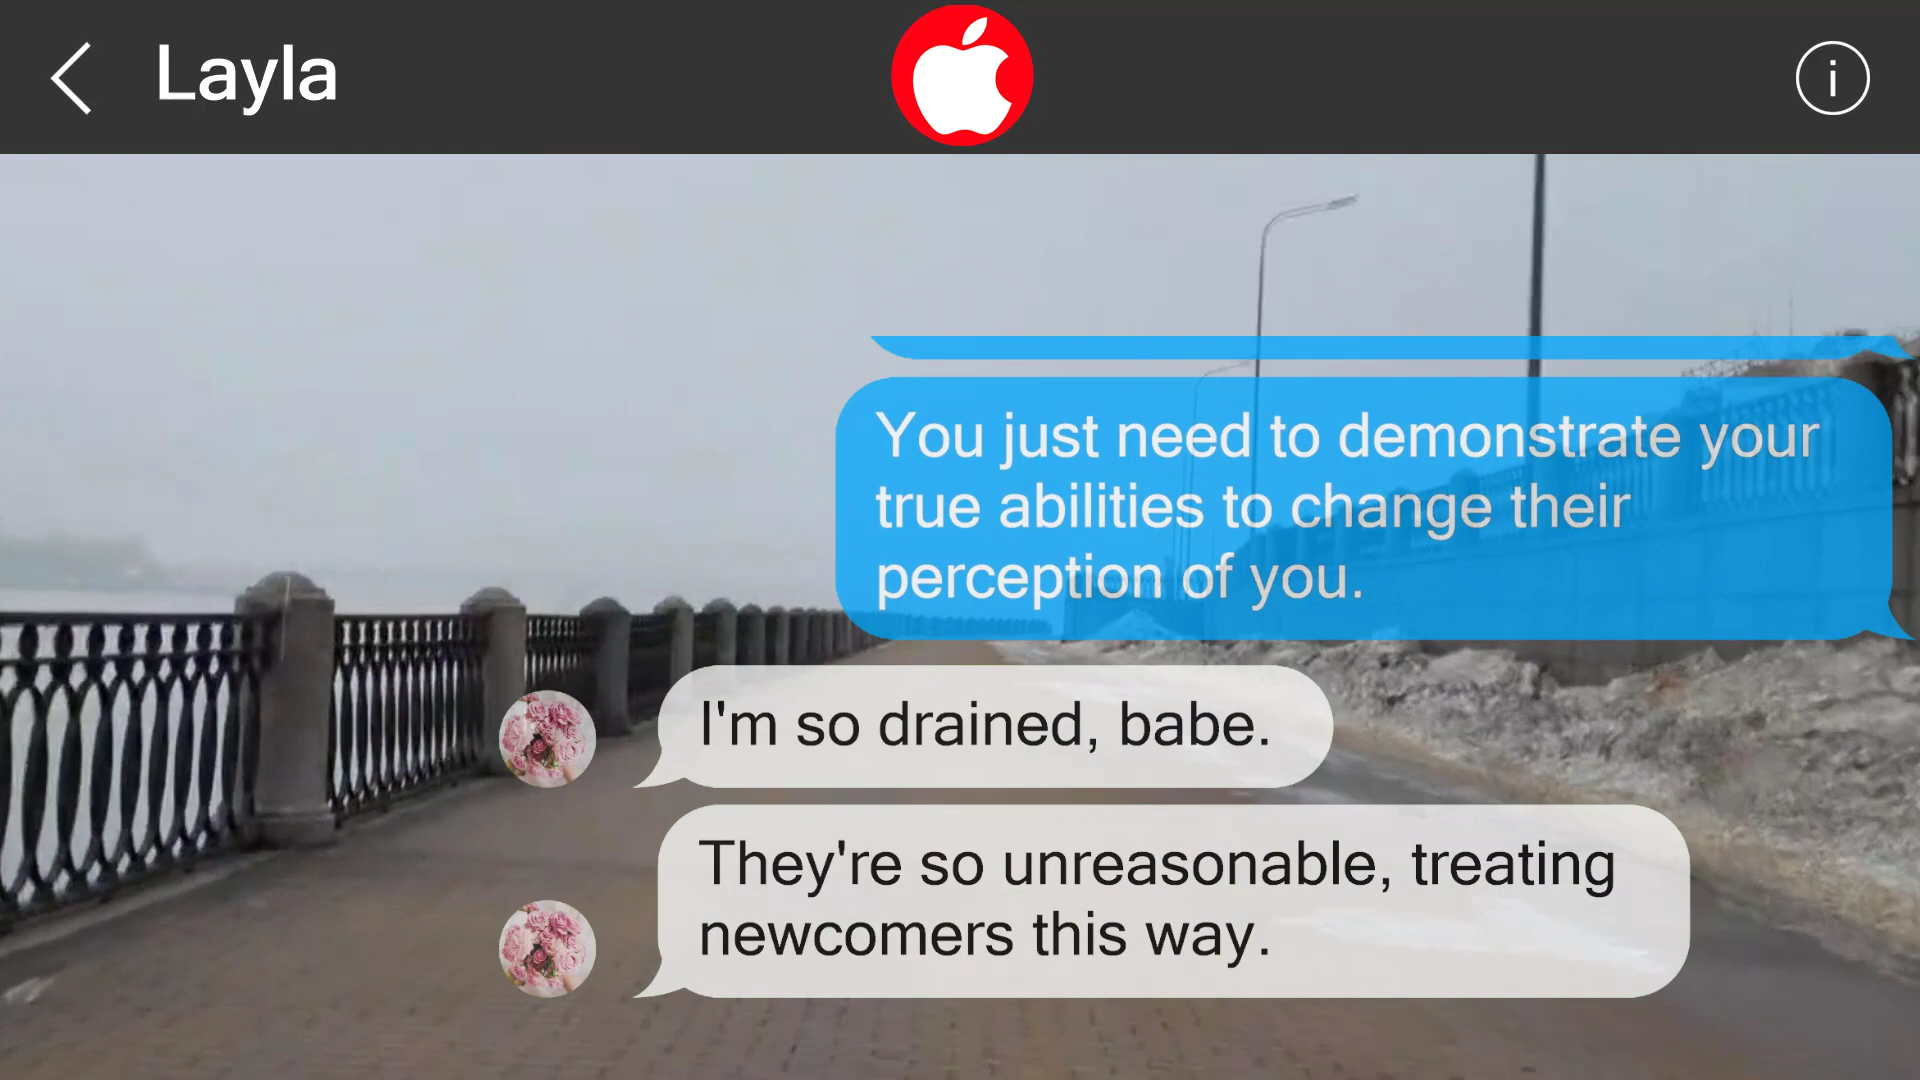 Layla
i
You just need to demonstrate your
true abilities to change their
perception of you.
I'm so drained, babe.
They're so unreasonable, treating
newcomers this way.